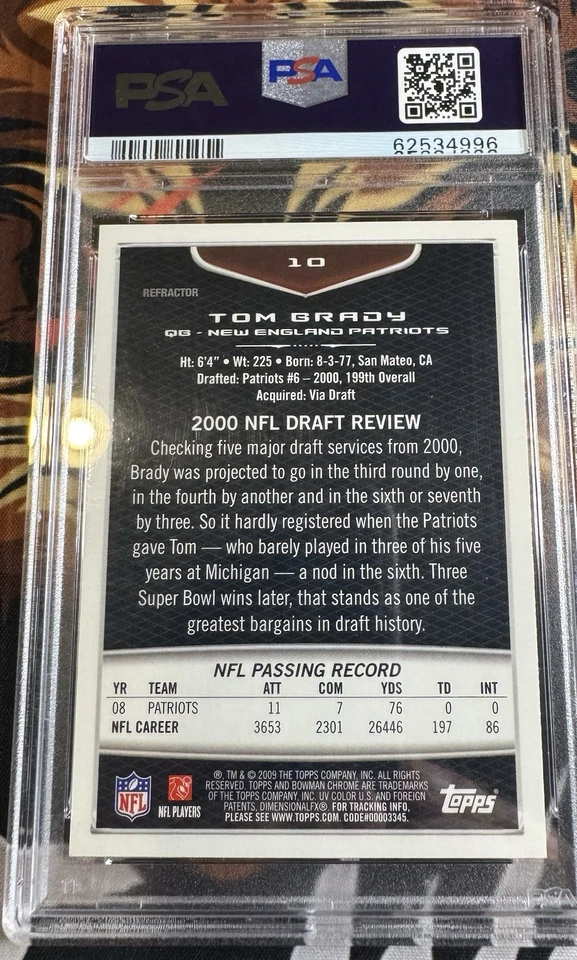 PSA
PSA
62534996
10
REFRACTOR
TOM BRADY
QB - NEW ENGLAND PATRIOTS
Ht: 6'4" • Wt: 225 • Born: 8-3-77, San Mateo, CA
Drafted: Patriots #6 – 2000, 199th Overall
Acquired: Via Draft
2000 NFL DRAFT REVIEW
Checking five major draft services from 2000,
Brady was projected to go in the third round by one,
in the fourth by another and in the sixth or seventh
by three. So it hardly registered when the Patriots
gave Tom — who barely played in three of his five
years at Michigan — a nod in the sixth. Three
Super Bowl wins later, that stands as one of the
greatest bargains in draft history.
NFL PASSING RECORD
YR TEAM ATT COM YDS TD INT
08 PATRIOTS 11 7 76 0 0
NFL CAREER 3653 2301 26446 197 86
®, TM & © 2009 THE TOPPS COMPANY, INC. ALL RIGHTS
RESERVED. TOPPS AND BOWMAN CHROME ARE TRADEMARKS
OF THE TOPPS COMPANY, INC. UV COLOR U.S. AND FOREIGN
PATENTS, DIMENSIONALFX®. FOR TRACKING INFO,
PLEASE SEE WWW.TOPPS.COM. CODE#00003345.
NFL
NFL PLAYERS
topps
PSA